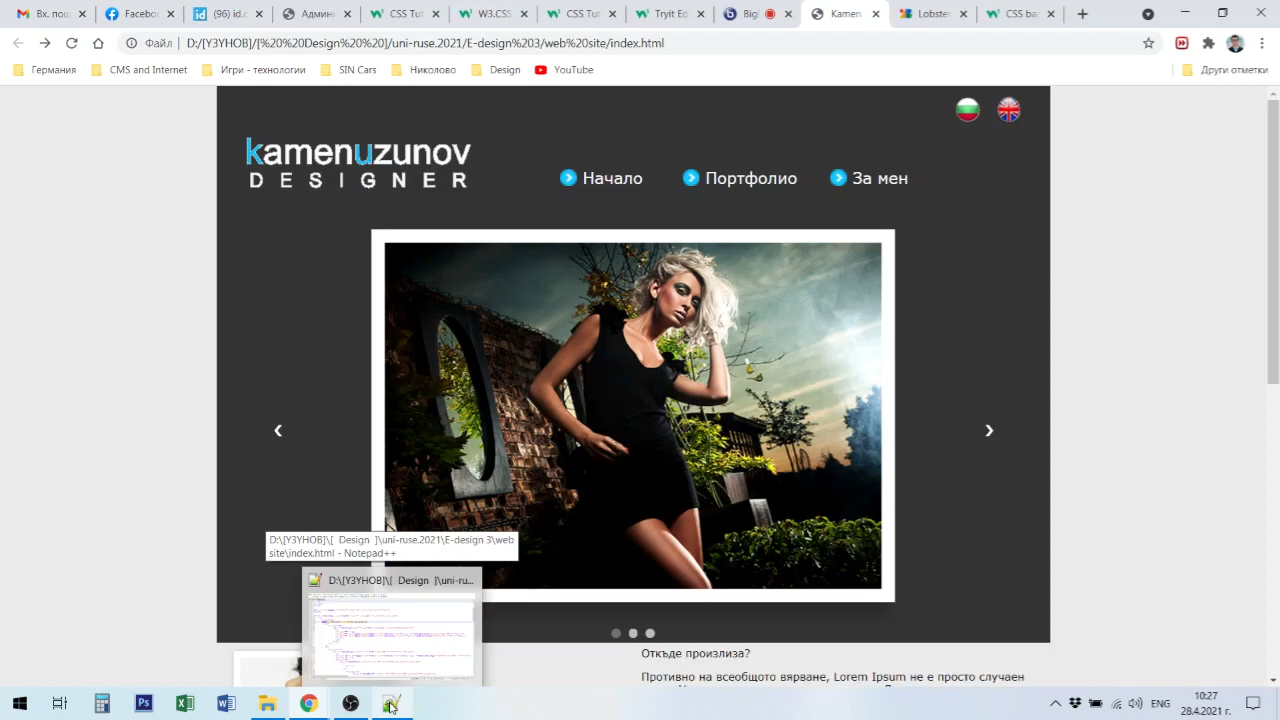 Вх. пощ
Facebo
(96) id.c
Админи
CSS Tut
W3.CSS
CSS Tut
Tryit Ed
Bigl
Kamen
Lobster
CSS ba
Файл
D:/[УЗУНОВ]/[%20%20Design%20%20]/uni-ruse.2021/E-design%203/web%20site/index.html
Германия
CMS and Internet
Игри - технологии
SIN Cars
Николово
Design
YouTube
Други отметки
kamenuzunov
DESIGNER
Начало
Портфолио
За мен
D:\[УЗУНОВ]\[ Design ]\uni-ruse.2021\E-design 3\web
site\index.html - Notepad++
D:\[УЗУНОВ]\[ Design ]\uni-ru...
произлиза?
Противно на всеобщото вярване, Lorem Ipsum не е просто случаен
ENG
10:27
28.4.2021 г.